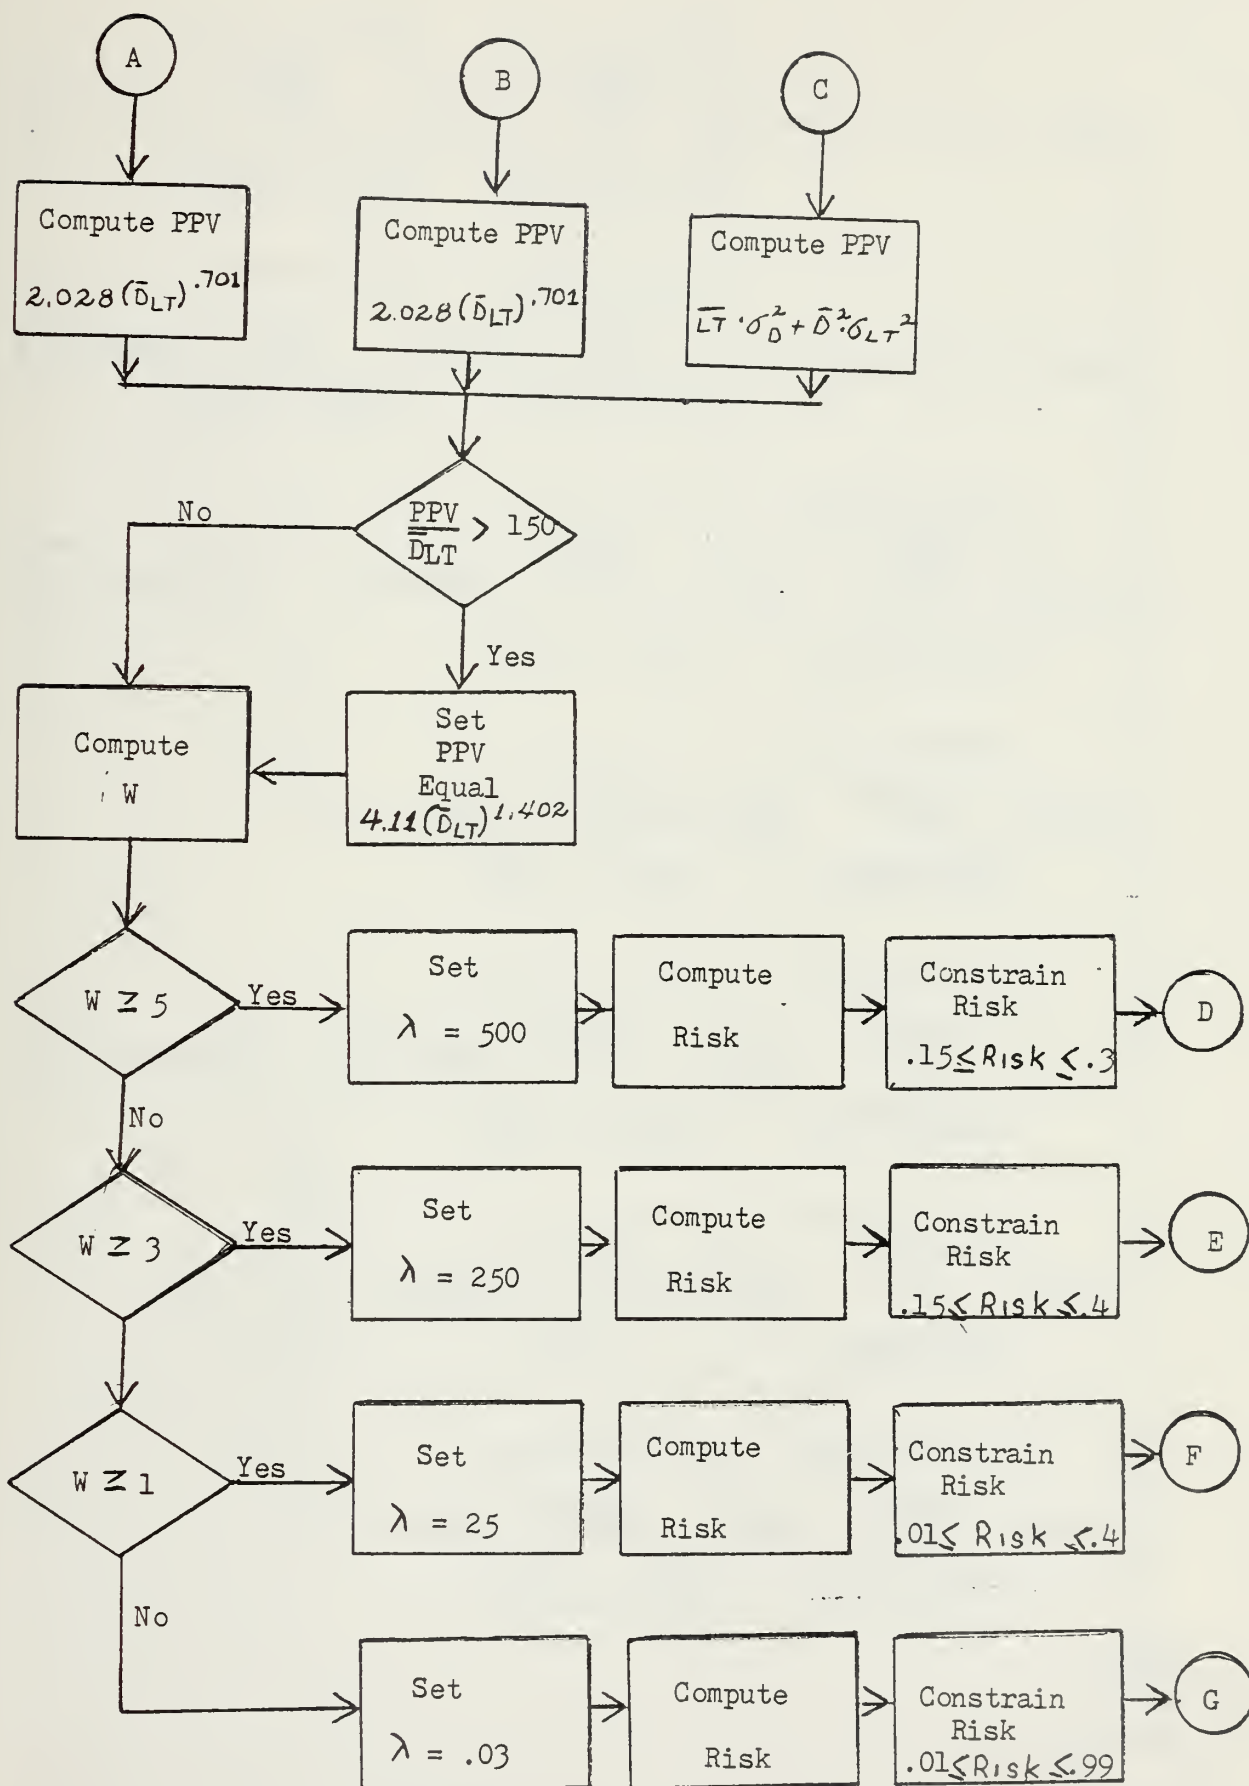 A
B
C
Compute PPV
2.028(D̄LT).701
Compute PPV
2.028(D̄LT).701
Compute PPV
L̄T̄ · σD² + D̄²·σLT²
No
PPV
D̄LT
> 150
Yes
Compute
W
Set
PPV
Equal
4.11(D̄LT)1.402
W ≥ 5
Yes
Set
λ = 500
Compute
Risk
Constrain
Risk
.15≤Risk≤.3
D
No
W ≥ 3
Yes
Set
λ = 250
Compute
Risk
Constrain
Risk
.15≤Risk≤.4
E
W ≥ 1
Yes
Set
λ = 25
Compute
Risk
Constrain
Risk
.01≤ Risk ≤.4
F
No
Set
λ = .03
Compute
Risk
Constrain
Risk
.01≤Risk≤.99
G